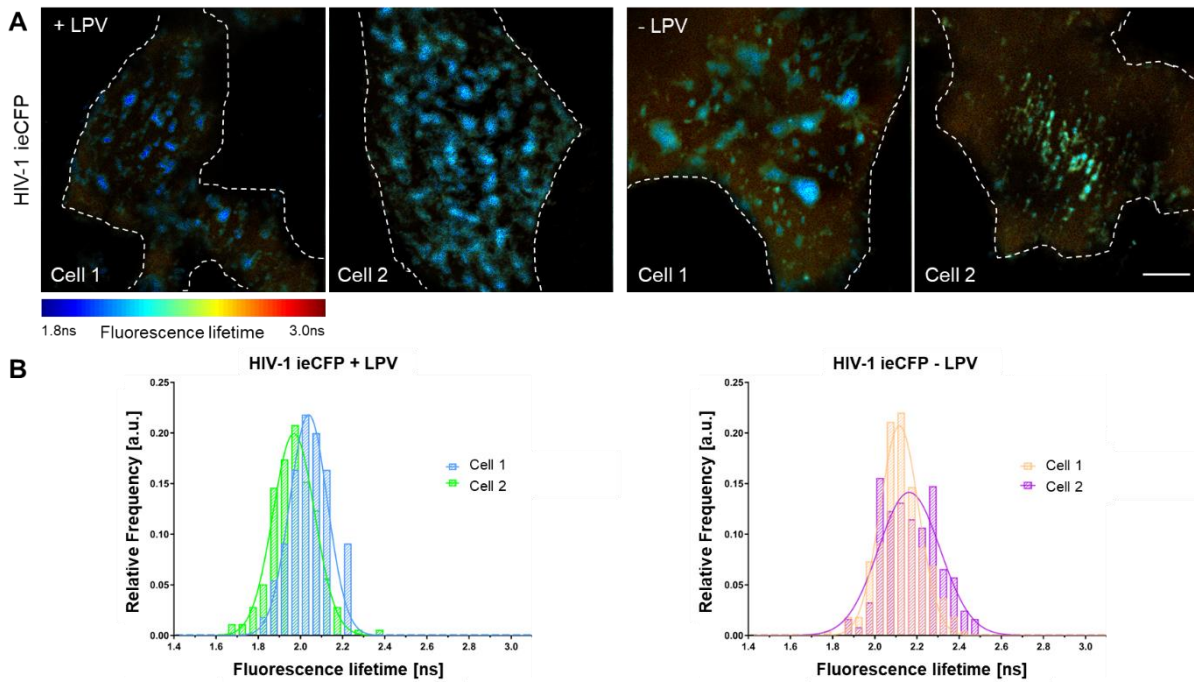 A
+ LPV
- LPV
HIV-1 ieCFP
Cell 1
Cell 2
Cell 1
Cell 2
1.8ns Fluorescence lifetime 3.0ns
B
HIV-1 ieCFP + LPV
Relative Frequency [a.u.]
0.25
0.20
0.15
0.10
0.05
0.00
1.4 1.6 1.8 2.0 2.2 2.4 2.6 2.8 3.0
Fluorescence lifetime [ns]
Cell 1
Cell 2
HIV-1 ieCFP - LPV
Relative Frequency [a.u.]
0.25
0.20
0.15
0.10
0.05
0.00
1.4 1.6 1.8 2.0 2.2 2.4 2.6 2.8 3.0
Fluorescence lifetime [ns]
Cell 1
Cell 2